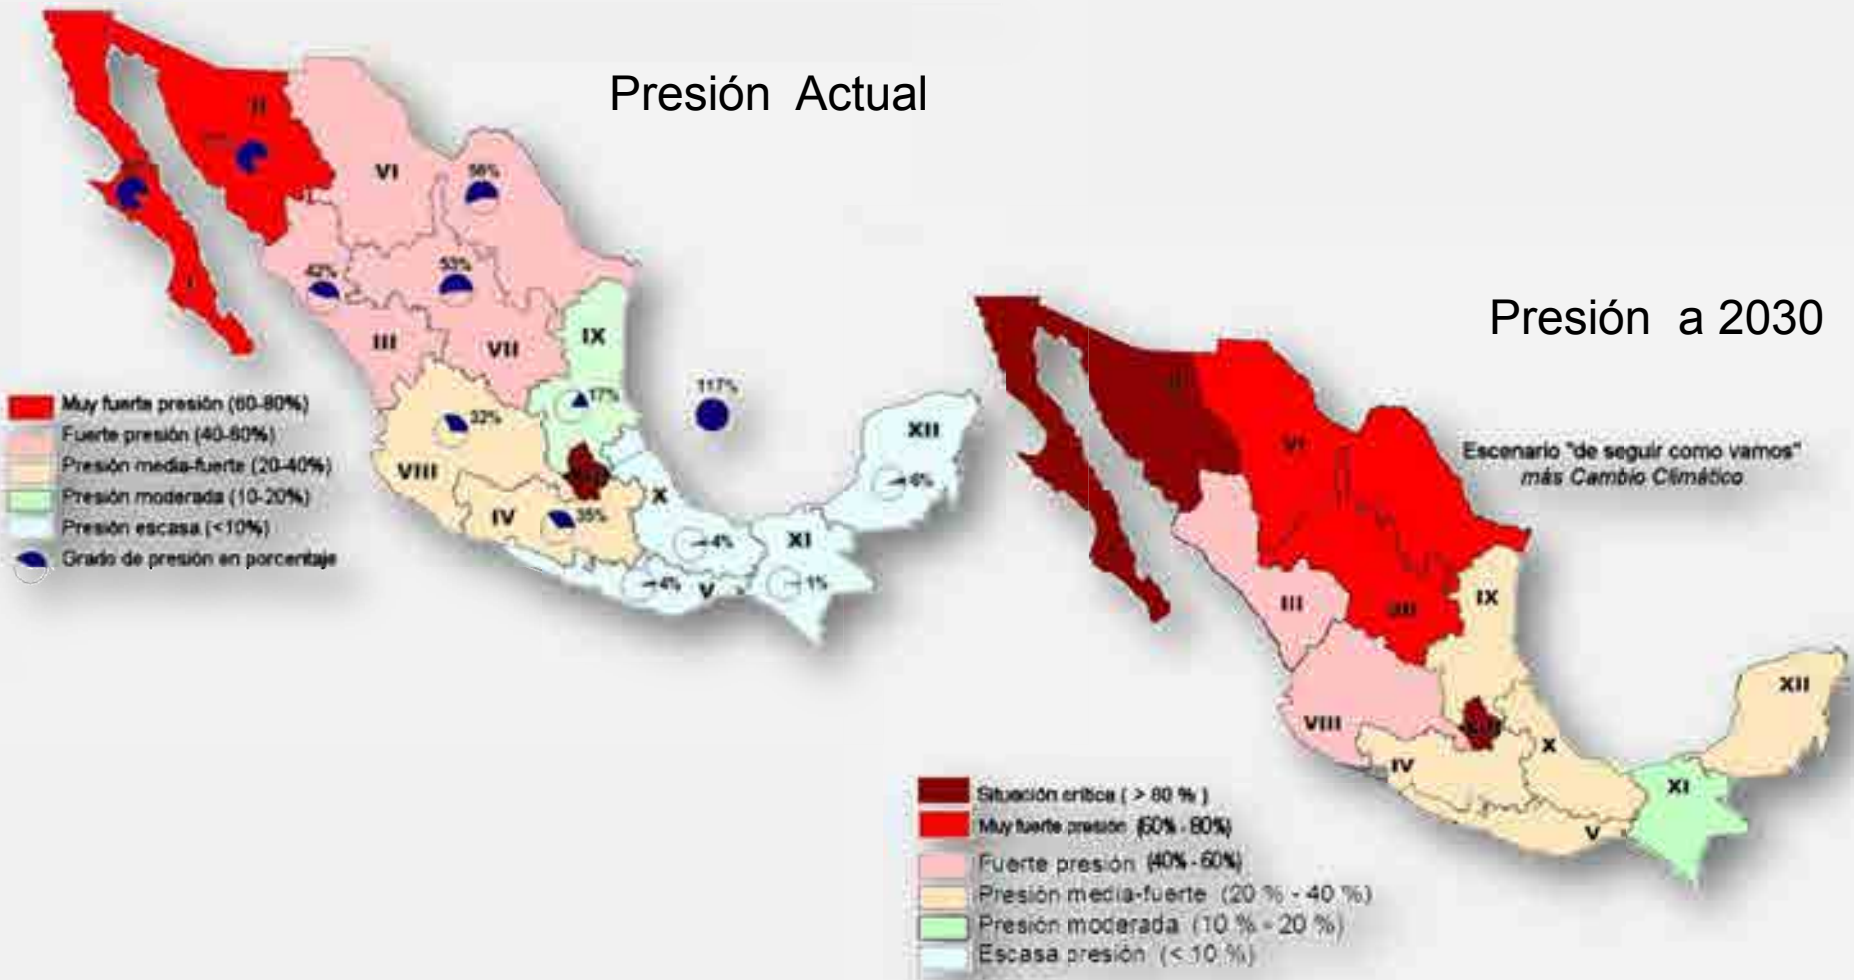 Presión Actual
II
VI
56%
I
42%
53%
III
VII
IX
17%
117%
32%
VIII
IV
35%
X
XII
6%
4%
XI
4%
V
1%
Muy fuerte presión (60-80%)
Fuerte presión (40-60%)
Presión media-fuerte (20-40%)
Presión moderada (10-20%)
Presión escasa (<10%)
Grado de presión en porcentaje
Presión a 2030
Escenario "de seguir como vamos"
más Cambio Climático
II
VI
III
VII
IX
VIII
IV
X
XII
XI
V
Situación crítica ( > 80 % )
Muy fuerte presión (60% - 80%)
Fuerte presión (40% - 60%)
Presión media-fuerte (20 % - 40 %)
Presión moderada (10 % - 20 %)
Escasa presión (< 10 %)